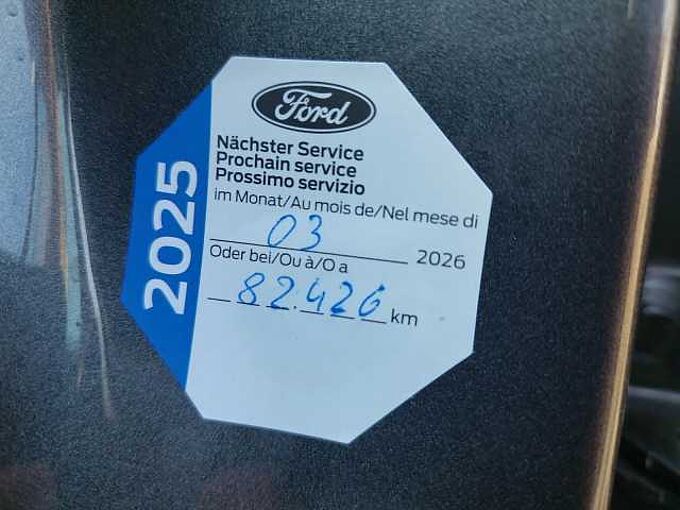 Ford
Nächster Service
Prochain service
Prossimo servizio
im Monat/Au mois de/Nel mese di
03 2026
Oder bei/Ou à/O a
82.426 km
2025